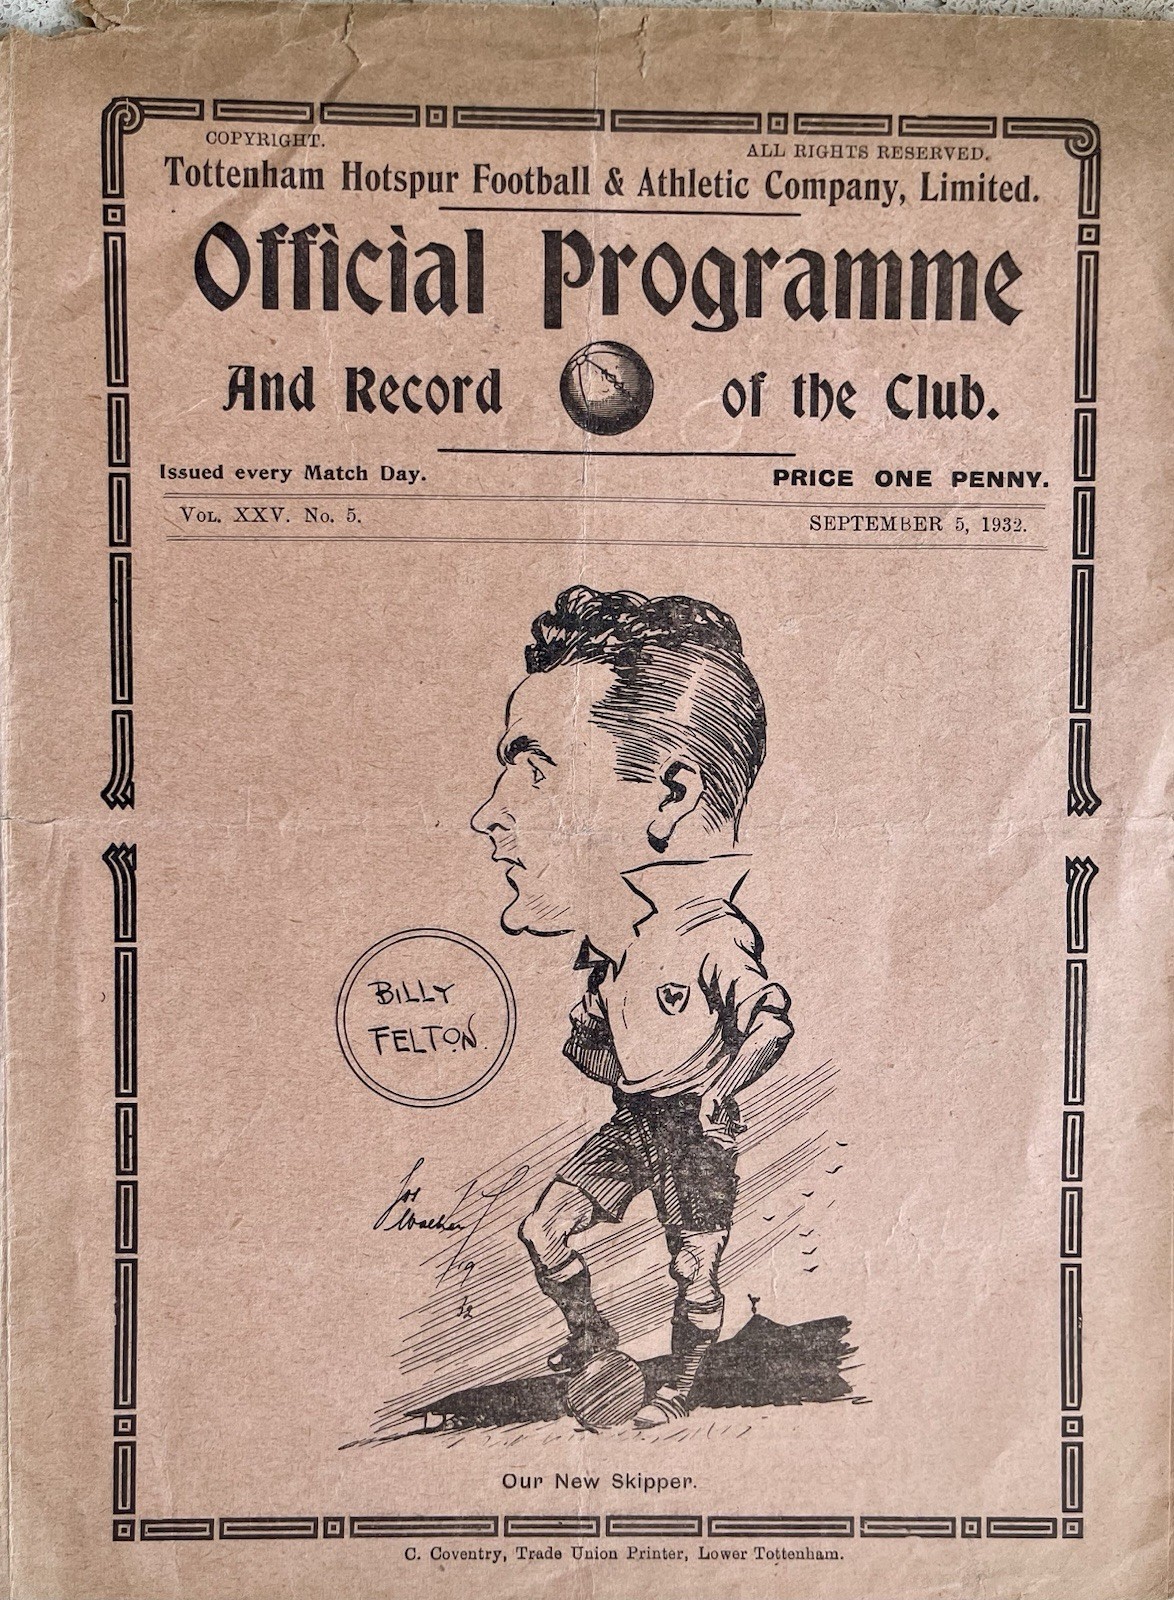 COPYRIGHT.
ALL RIGHTS RESERVED.
Tottenham Hotspur Football & Athletic Company, Limited.
Official Programme
And Record of the Club.
Issued every Match Day. PRICE ONE PENNY.
VOL. XXV. No. 5. SEPTEMBER 5, 1932.
BILLY
FELTON.
19
32
Our New Skipper.
C. Coventry, Trade Union Printer, Lower Tottenham.